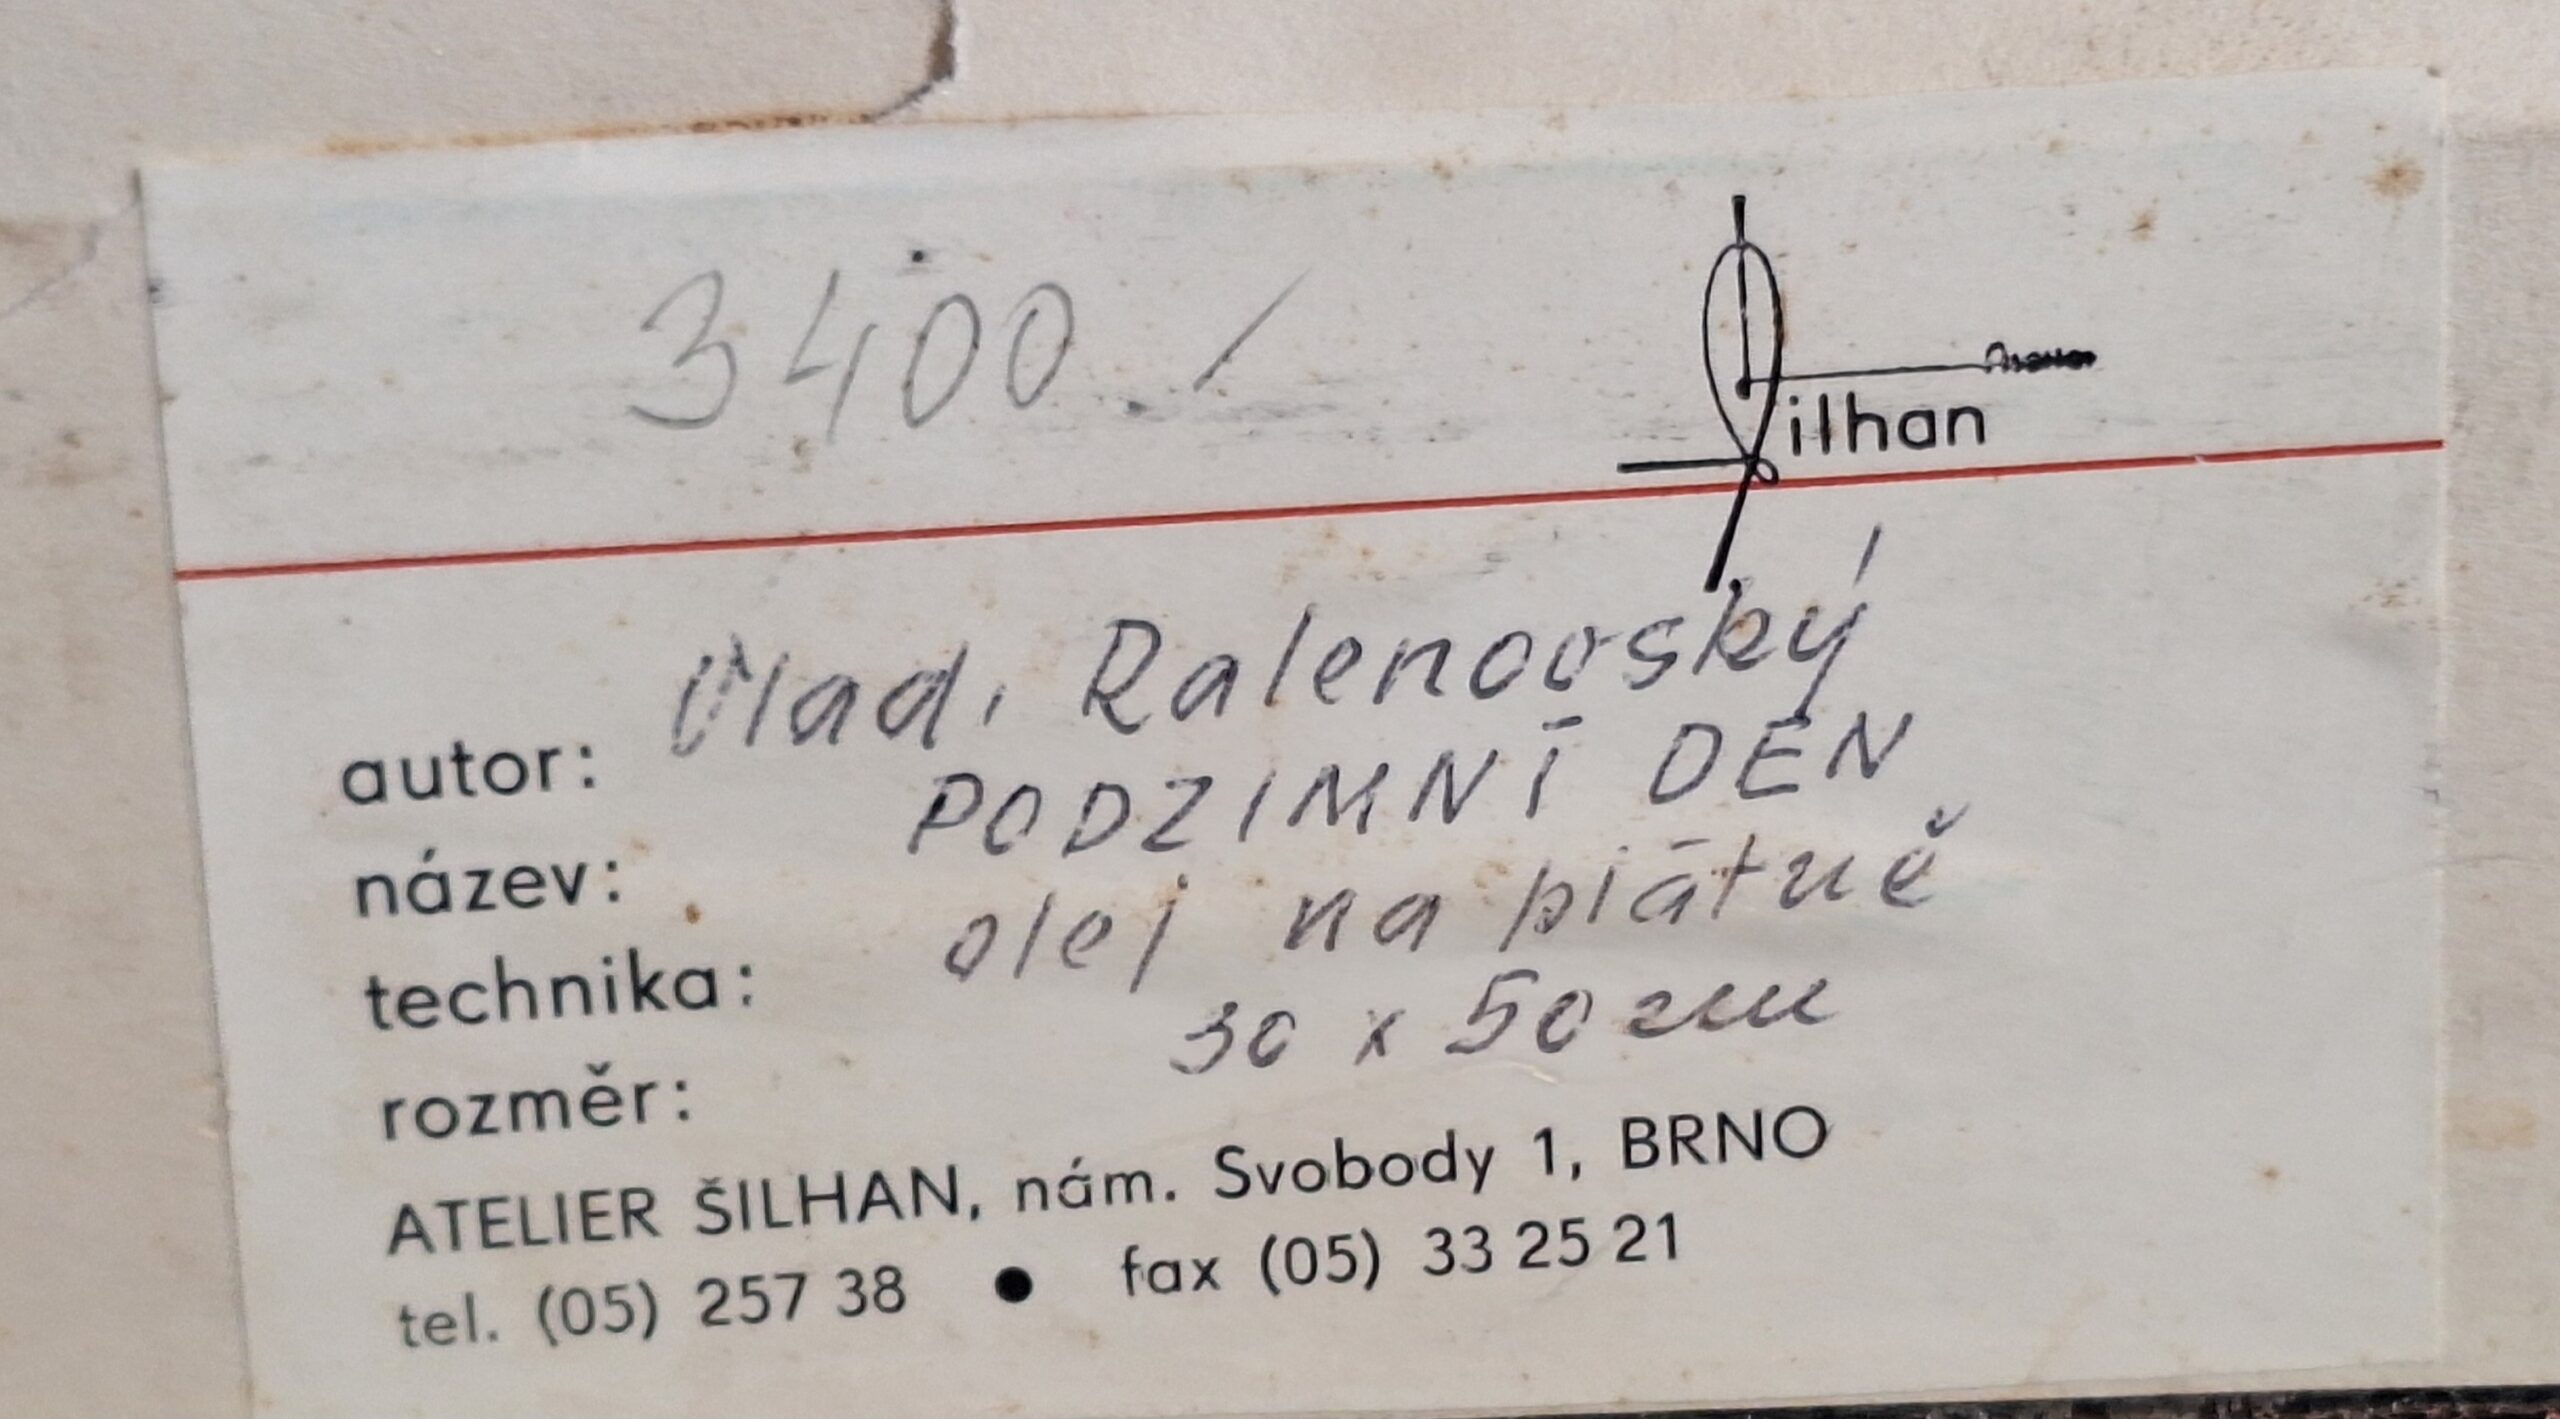 3400./
Šilhan
autor: Vlad. Ralenovský
název: PODZIMNÍ DEN
technika: olej na plátně
rozměr: 30 x 50 cm
ATELIER ŠILHAN, nám. Svobody 1, BRNO
tel. (05) 257 38 ● fax (05) 33 25 21